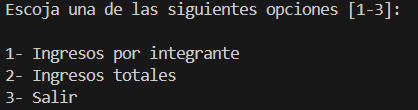 Escoja una de las siguientes opciones [1-3]:
1- Ingresos por integrante
2- Ingresos totales
3- Salir